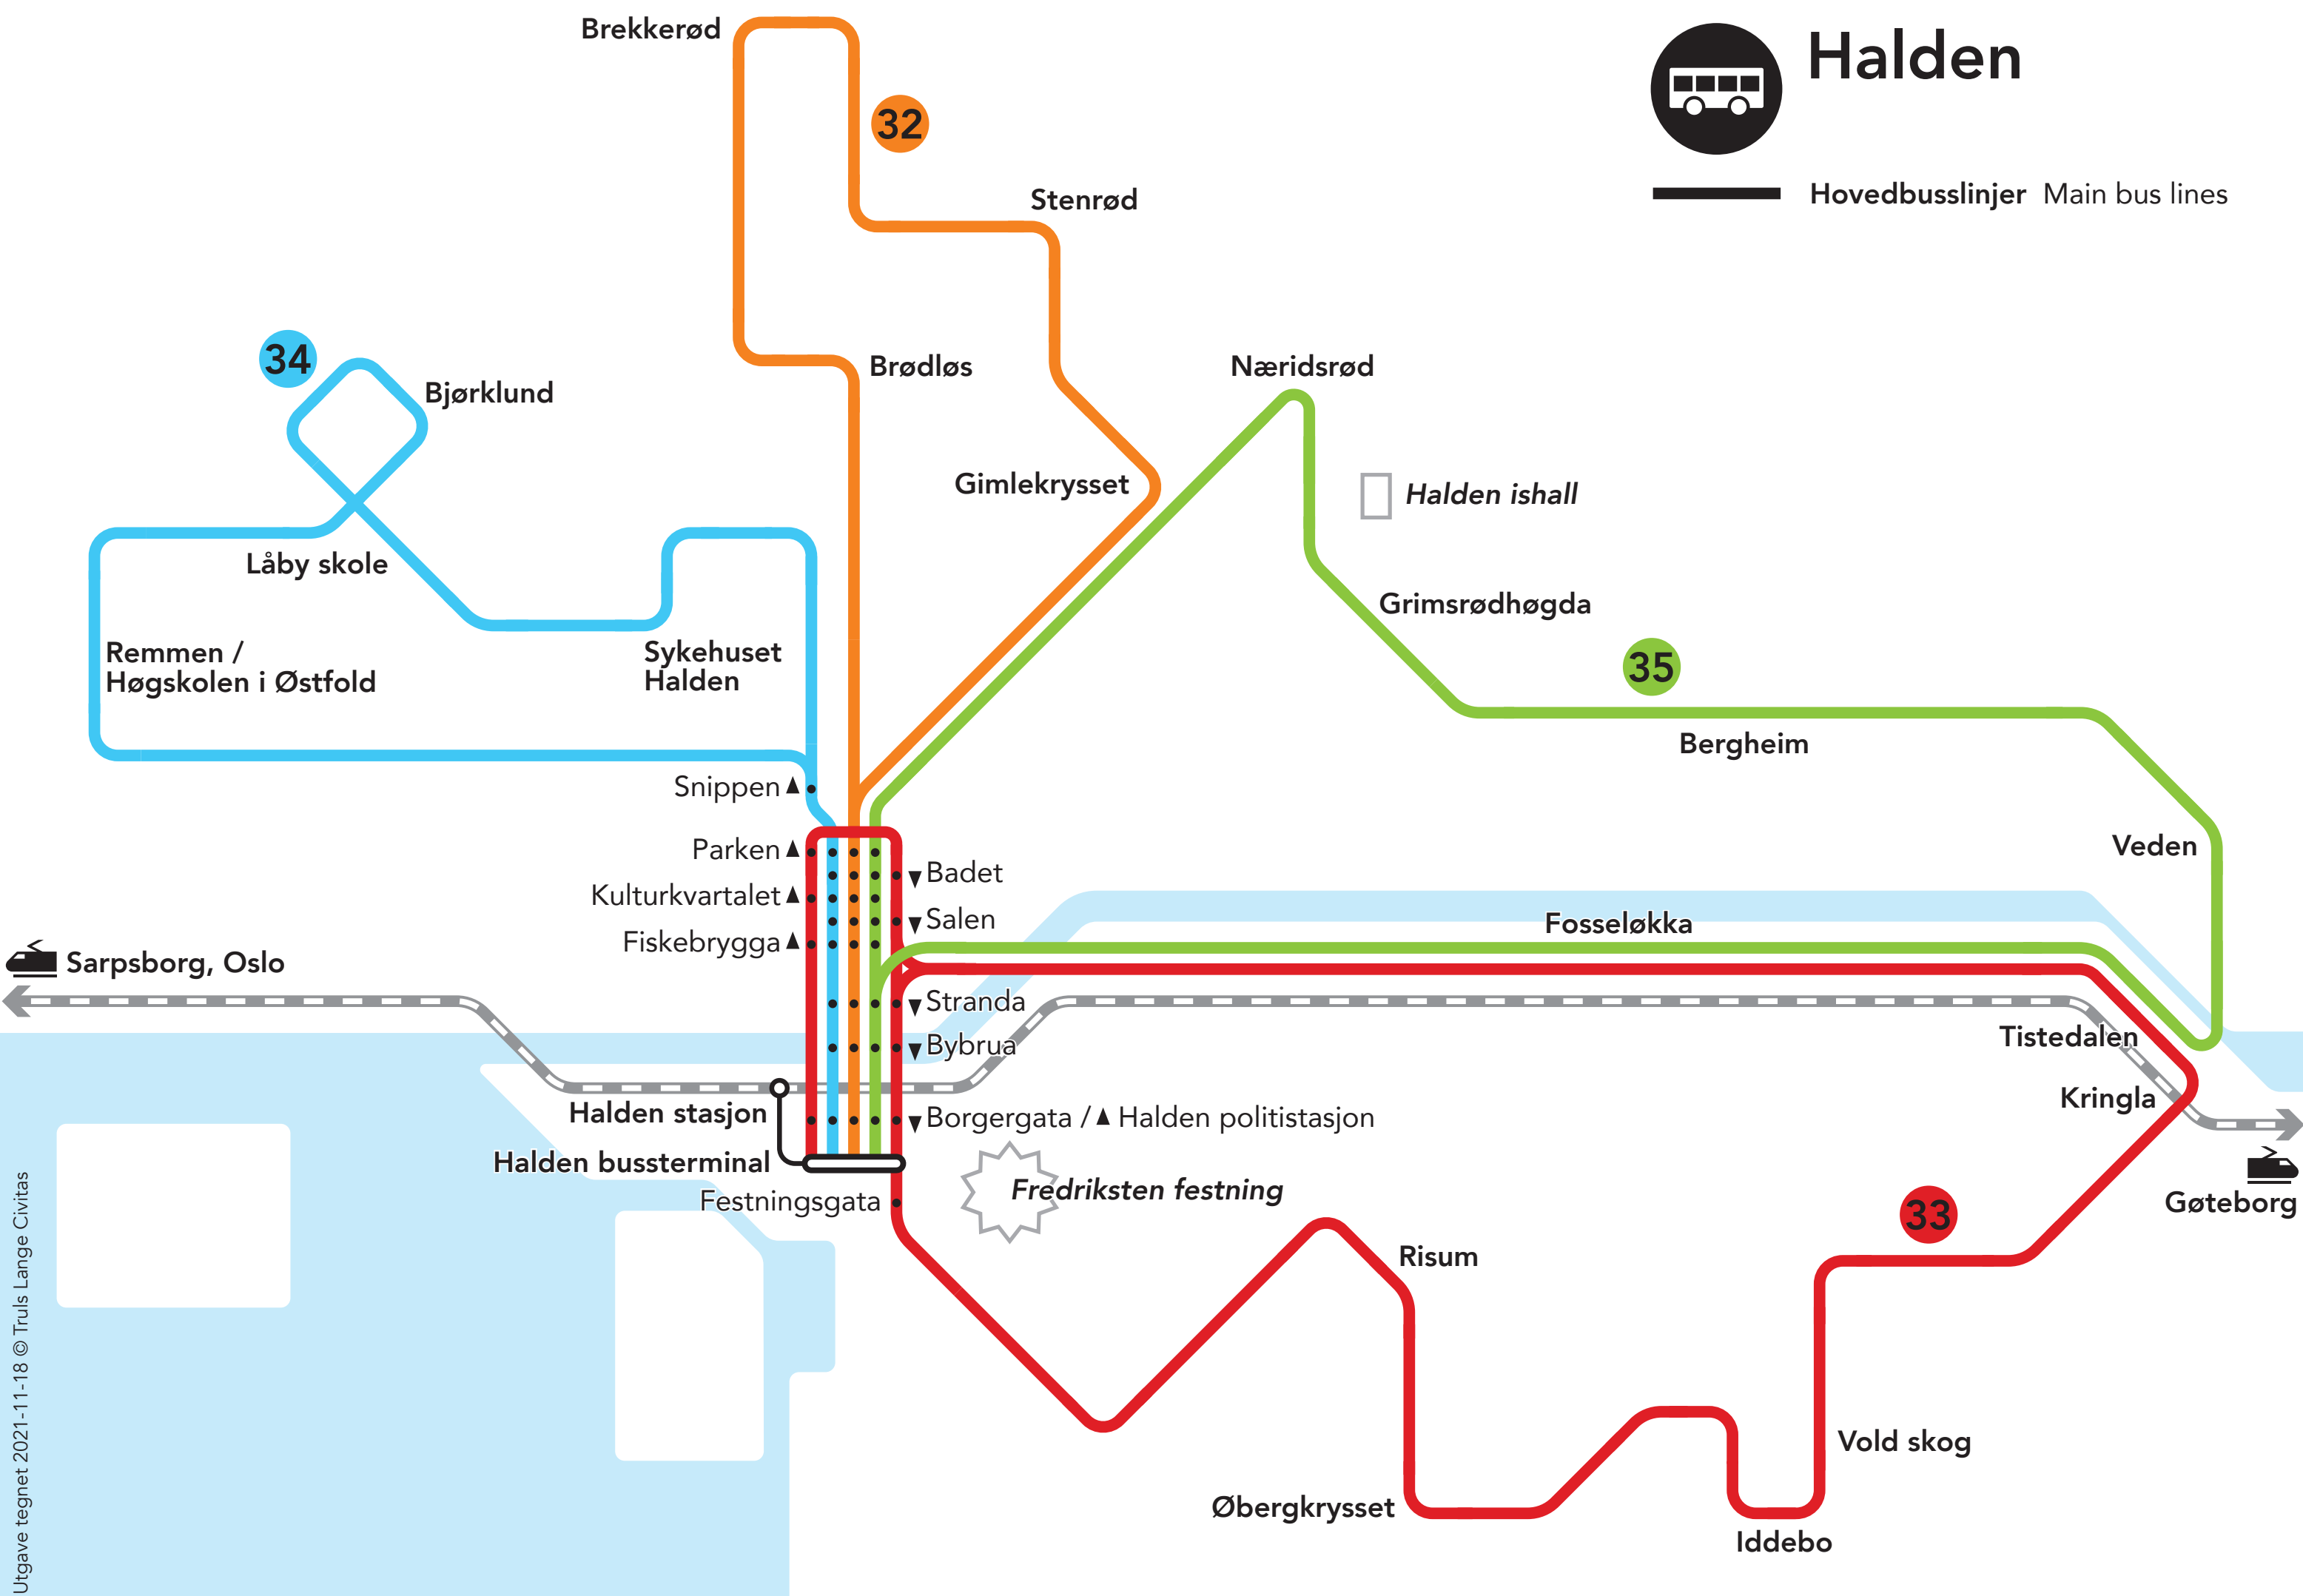 Halden
Hovedbusslinjer Main bus lines
Brekkerød
32
Stenrød
34
Bjørklund
Brødløs
Næridsrød
Gimlekrysset
Halden ishall
Låby skole
Grimsrødhøgda
Remmen /
Høgskolen i Østfold
Sykehuset
Halden
35
Bergheim
Snippen
Parken
Badet
Veden
Kulturkvartalet
Salen
Fosseløkka
Fiskebrygga
Sarpsborg, Oslo
Stranda
Bybrua
Tistedalen
Kringla
Halden stasjon
Borgergata / Halden politistasjon
Halden bussterminal
Festningsgata
Fredriksten festning
Gøteborg
33
Risum
Vold skog
Øbergkrysset
Iddebo
Utgave tegnet 2021-11-18 © Truls Lange Civitas